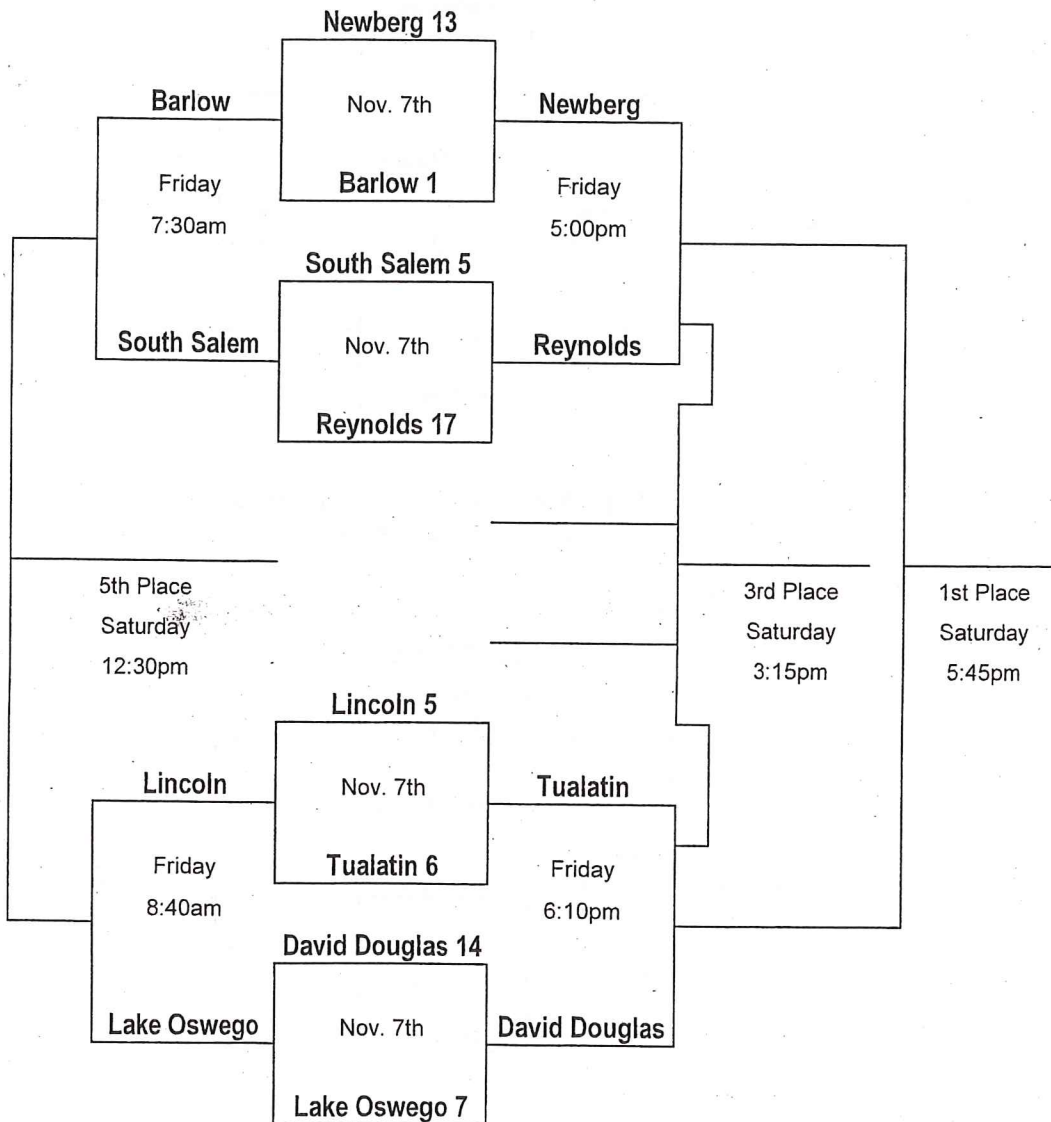 Newberg 13
Barlow
Nov. 7th
Newberg
Friday
7:30am
Barlow 1
Friday
5:00pm
South Salem 5
South Salem
Nov. 7th
Reynolds
Reynolds 17
5th Place
Saturday
12:30pm
3rd Place
Saturday
3:15pm
1st Place
Saturday
5:45pm
Lincoln 5
Lincoln
Nov. 7th
Tualatin
Friday
8:40am
Tualatin 6
Friday
6:10pm
David Douglas 14
Lake Oswego
Nov. 7th
David Douglas
Lake Oswego 7